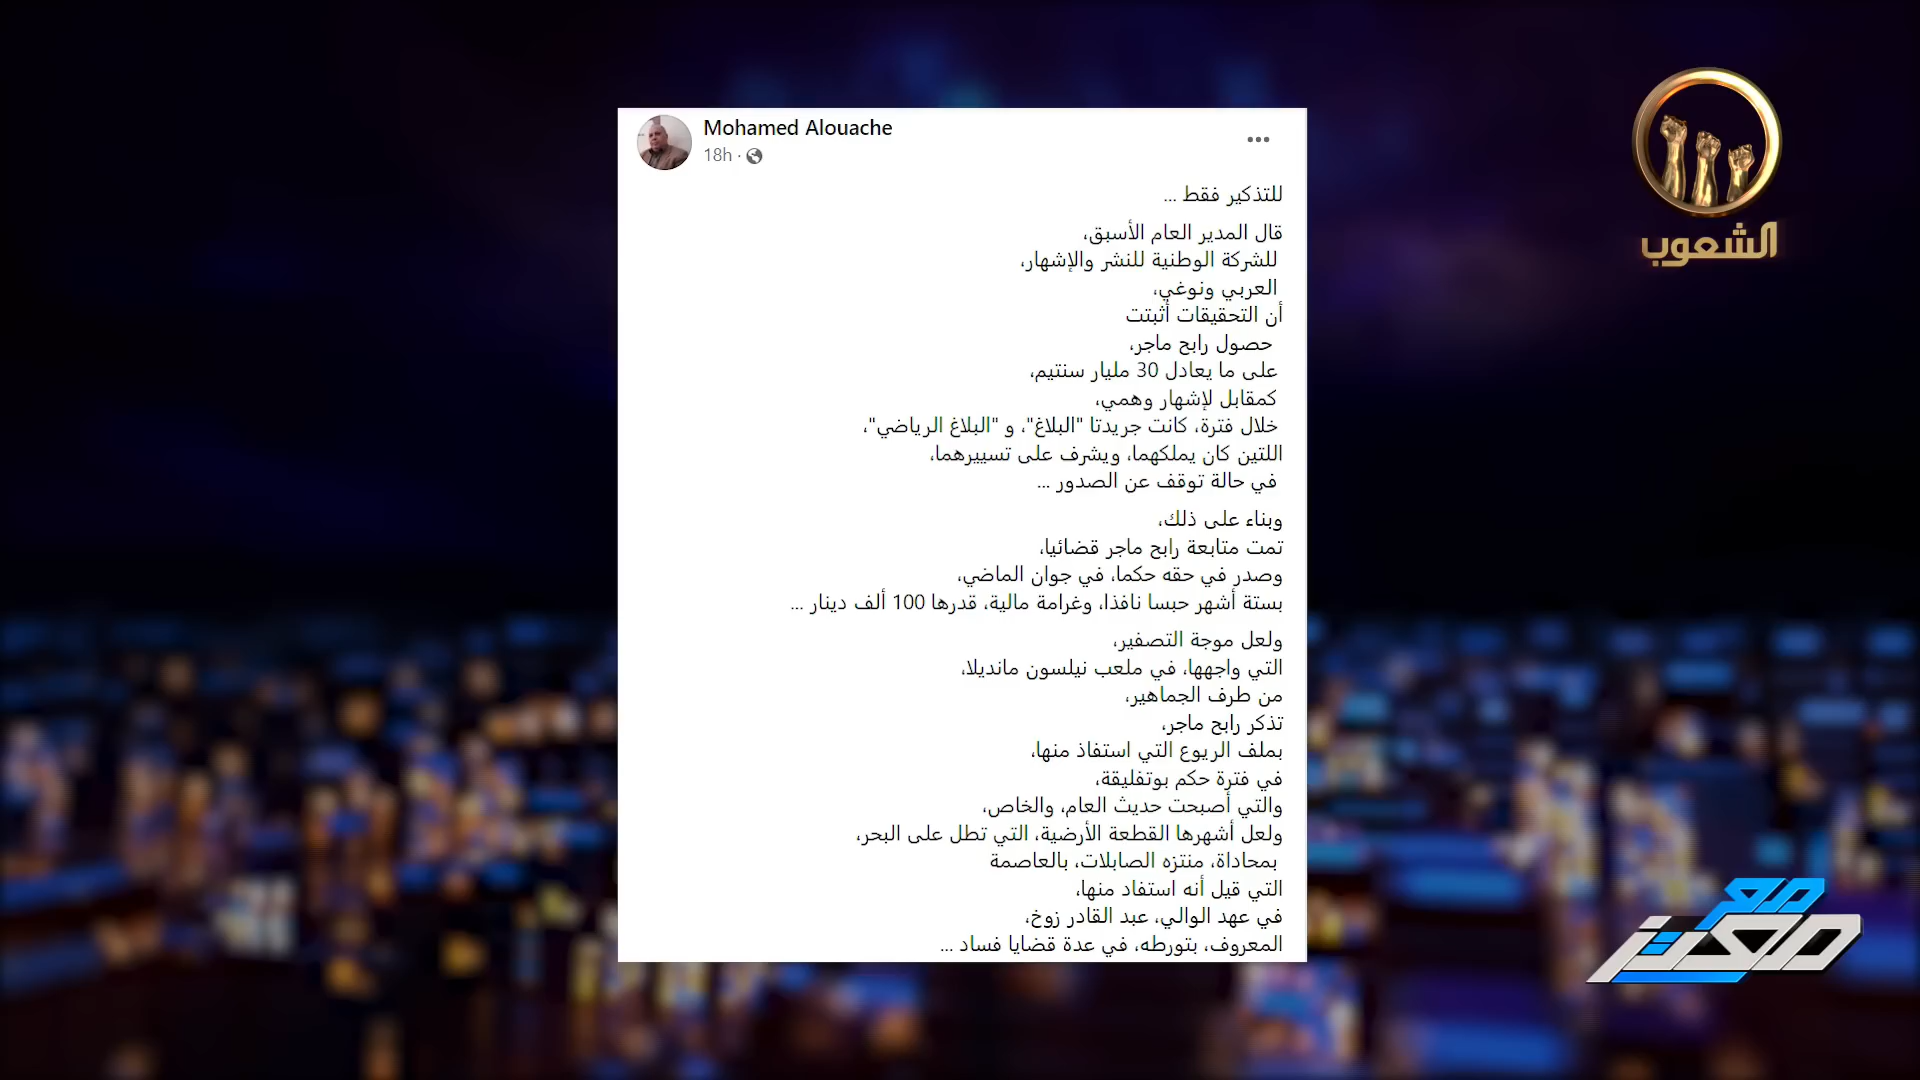 Mohamed Alouache
18h ·
للتذكير فقط ...
قال المدير العام الأسبق،
للشركة الوطنية للنشر والإشهار،
العربي ونوغي،
أن التحقيقات أثبتت
حصول رابح ماجر،
على ما يعادل 30 مليار سنتيم،
كمقابل لإشهار وهمي،
خلال فترة، كانت جريدتا "البلاغ"، و "البلاغ الرياضي"،
اللتين كان يملكهما، ويشرف على تسييرهما،
في حالة توقف عن الصدور ...
وبناء على ذلك،
تمت متابعة رابح ماجر قضائيا،
وصدر في حقه حكما، في جوان الماضي،
بستة أشهر حبسا نافذا، وغرامة مالية، قدرها 100 ألف دينار ...
ولعل موجة التصفير،
التي واجهها، في ملعب نيلسون مانديلا،
من طرف الجماهير،
تذكر رابح ماجر،
بملف الريوع التي استفاذ منها،
في فترة حكم بوتفليقة،
والتي أصبحت حديث العام، والخاص،
ولعل أشهرها القطعة الأرضية، التي تطل على البحر،
بمحاداة، منتزه الصابلات، بالعاصمة
التي قيل أنه استفاد منها،
في عهد الوالي، عبد القادر زوخ،
المعروف، بتورطه، في عدة قضايا فساد ...
الشعوب
مع
معيز